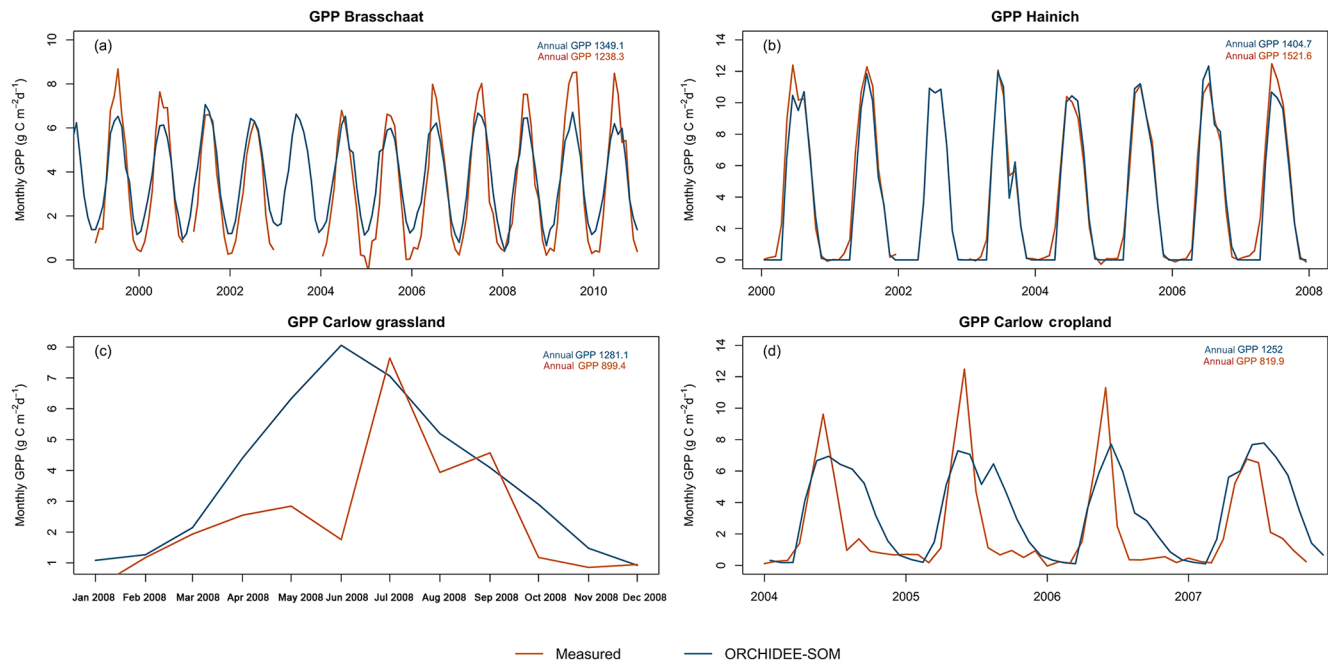 GPP Brasschaat
(a)
Annual GPP 1349.1
Annual GPP 1238.3
Monthly GPP (g C m−2d−1)
10
8
6
4
2
0
2000 2002 2004 2006 2008 2010
GPP Hainich
(b)
Annual GPP 1404.7
Annual GPP 1521.6
Monthly GPP (g C m−2d−1)
14
12
10
8
6
4
2
0
2000 2002 2004 2006 2008
GPP Carlow grassland
(c)
Annual GPP 1281.1
Annual GPP 899.4
Monthly GPP (g C m−2d−1)
8
7
6
5
4
3
2
1
Jan 2008 Feb 2008 Mar 2008 Apr 2008 May 2008 Jun 2008 Jul 2008 Aug 2008 Sep 2008 Oct 2008 Nov 2008 Dec 2008
GPP Carlow cropland
(d)
Annual GPP 1252
Annual GPP 819.9
Monthly GPP (g C m−2d−1)
14
12
10
8
6
4
2
0
2004 2005 2006 2007
Measured ORCHIDEE-SOM